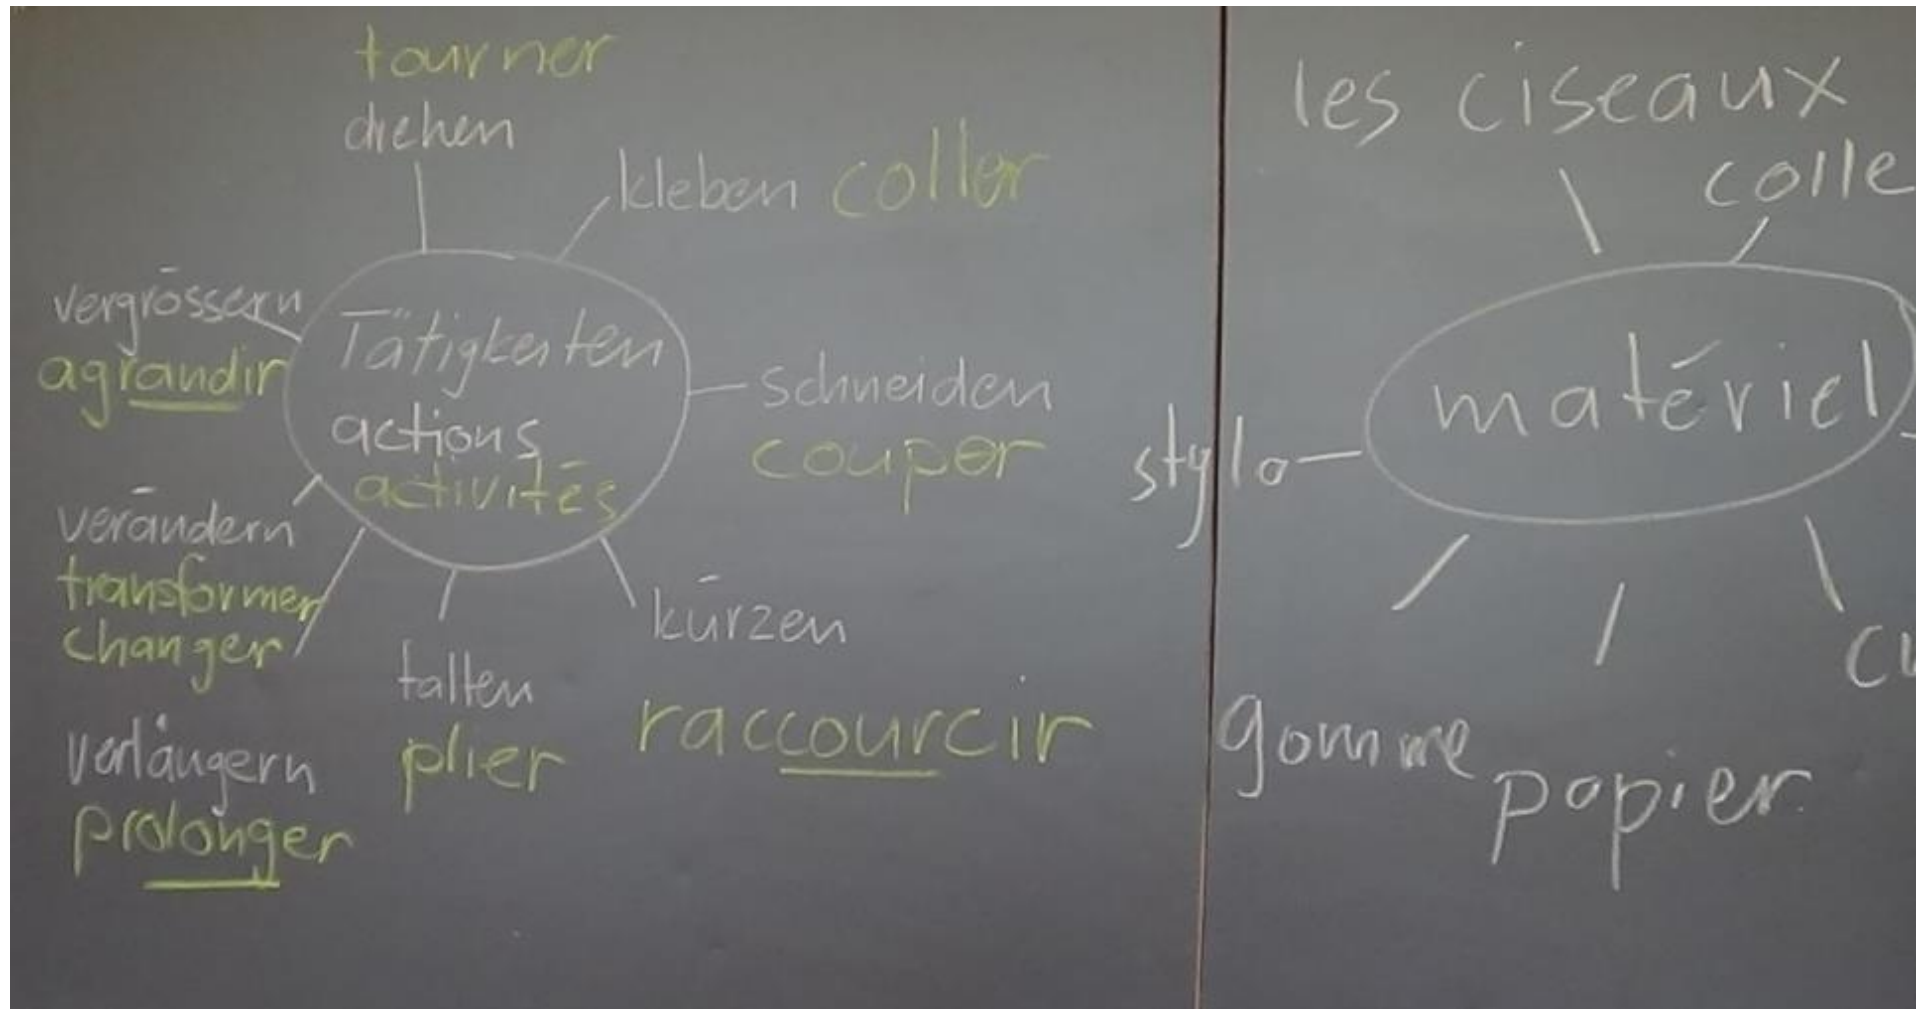 tourner
drehen
kleben coller
vergrössern
agrandir
Tätigkeiten
actions
activités
schneiden
couper
verändern
transformer
changer
kürzen
raccourcir
falten
plier
verlängern
prolonger
les ciseaux
colle
matériel
stylo
gomme
papier